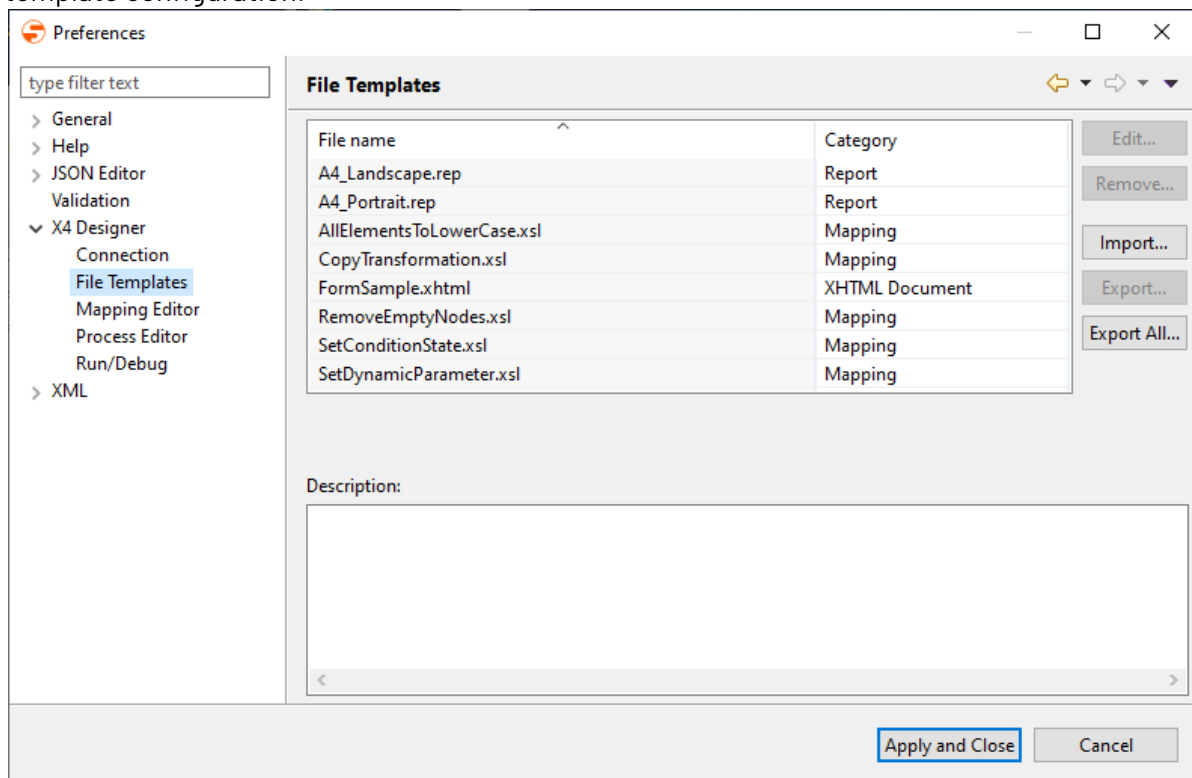 template configuration.
Preferences
type filter text
File Templates
General
Help
JSON Editor
Validation
X4 Designer
Connection
File Templates
Mapping Editor
Process Editor
Run/Debug
XML
File name Category
A4_Landscape.rep Report
A4_Portrait.rep Report
AllElementsToLowerCase.xsl Mapping
CopyTransformation.xsl Mapping
FormSample.xhtml XHTML Document
RemoveEmptyNodes.xsl Mapping
SetConditionState.xsl Mapping
SetDynamicParameter.xsl Mapping
Edit...
Remove...
Import...
Export...
Export All...
Description:
Apply and Close Cancel